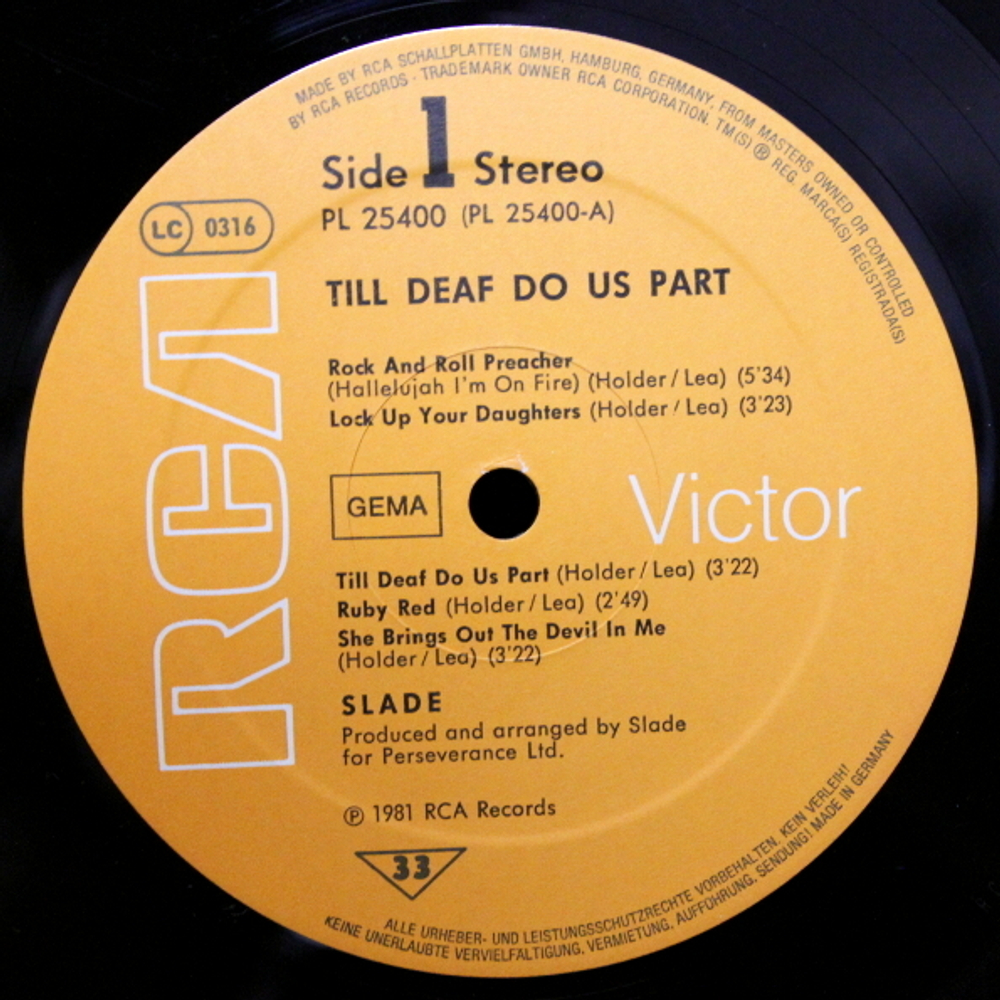 MADE BY RCA SCHALLPLATTEN GMBH, HAMBURG, GERMANY, FROM MASTERS OWNED OR CONTROLLED
BY RCA RECORDS · TRADEMARK OWNER RCA CORPORATION. TM(S) ® REG. MARCA(S) REGISTRADA(S)
Side 1 Stereo
PL 25400 (PL 25400-A)
LC 0316
TILL DEAF DO US PART
RCA
Rock And Roll Preacher
(Hallelujah I'm On Fire) (Holder / Lea) (5'34)
Lock Up Your Daughters (Holder / Lea) (3'23)
GEMA
Victor
Till Deaf Do Us Part (Holder / Lea) (3'22)
Ruby Red (Holder / Lea) (2'49)
She Brings Out The Devil In Me
(Holder / Lea) (3'22)
SLADE
Produced and arranged by Slade
for Perseverance Ltd.
℗ 1981 RCA Records
33
ALLE URHEBER- UND LEISTUNGSSCHUTZRECHTE VORBEHALTEN. KEIN VERLEIH!
KEINE UNERLAUBTE VERVIELFÄLTIGUNG, VERMIETUNG, AUFFÜHRUNG, SENDUNG! MADE IN GERMANY